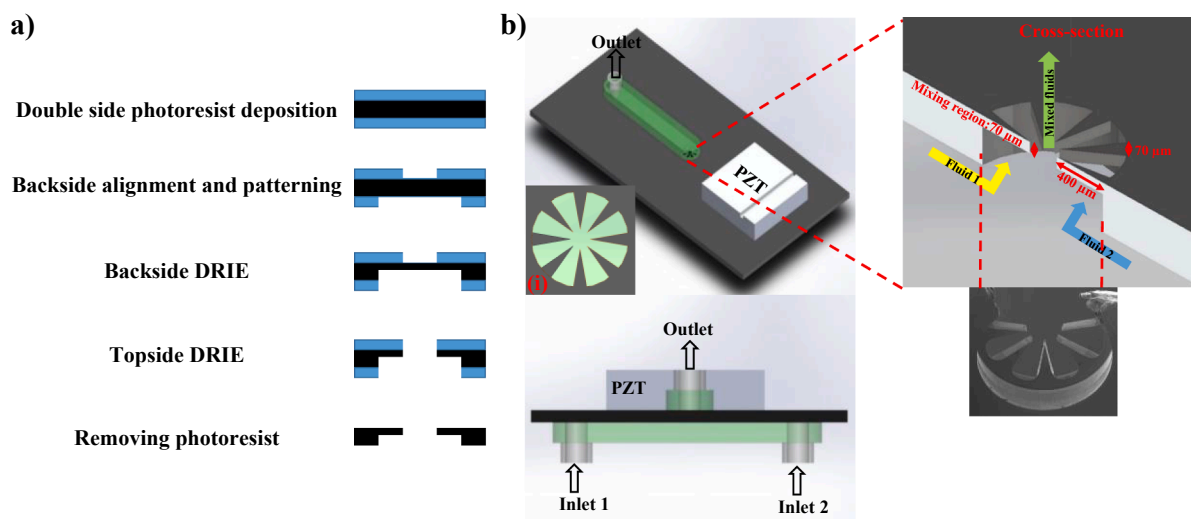 a)
Double side photoresist deposition
Backside alignment and patterning
Backside DRIE
Topside DRIE
Removing photoresist
b)
Outlet
PZT
(i)
Cross-section
Mixed fluids
Mixing region:70 μm
70 μm
400 μm
Fluid 1
Fluid 2
Outlet
PZT
Inlet 1
Inlet 2